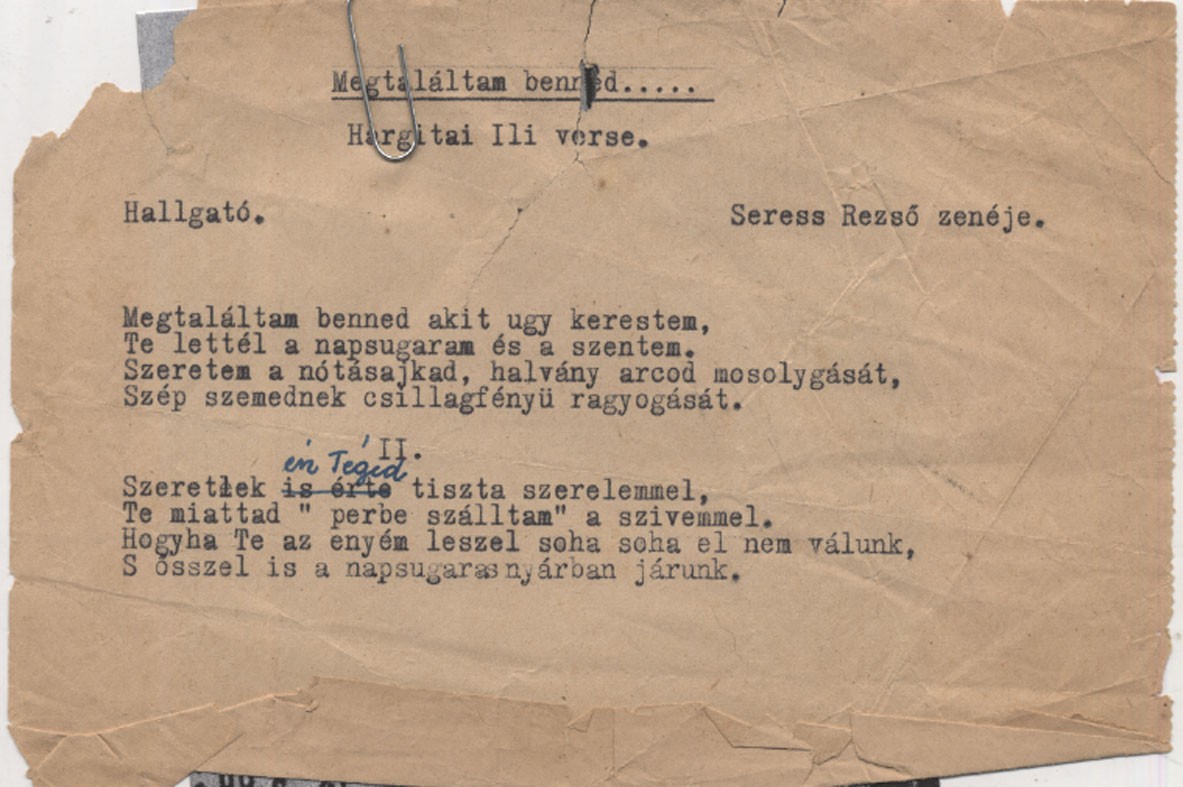 Megtaláltam benned.....
Hargitai Ili verse.
Hallgató.
Seress Rezső zenéje.
Megtaláltam benned akit ugy kerestem,
Te lettél a napsugaram és a szentem.
Szeretem a nótásajkad, halvány arcod mosolygását,
Szép szemednek csillagfényü ragyogását.
II.
én Téged
Szeretlek is érte tiszta szerelemmel,
Te miattad " perbe szálltam" a szivemmel.
Hogyha Te az enyém leszel soha soha el nem válunk,
S ősszel is a napsugaras nyárban járunk.